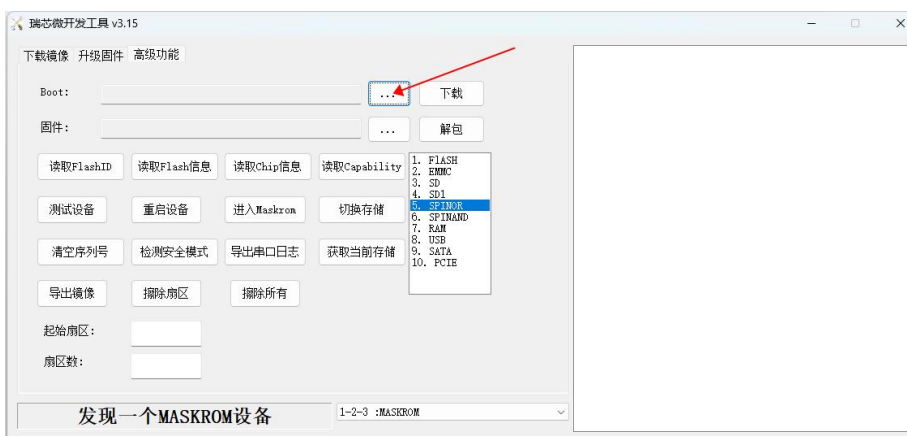 瑞芯微开发工具 v3.15
下载镜像 升级固件 高级功能
Boot: ... 下载
固件: ... 解包
读取FlashID 读取Flash信息 读取Chip信息 读取Capability
测试设备 重启设备 进入Maskrom 切换存储
清空序列号 检测安全模式 导出串口日志 获取当前存储
导出镜像 擦除扇区 擦除所有
1. FlASH
2. EMMC
3. SD
4. SD1
5. SPINOR
6. SPINAND
7. RAM
8. USB
9. SATA
10. PCIE
起始扇区:
扇区数:
发现一个MASKROM设备 1-2-3 :MASKROM